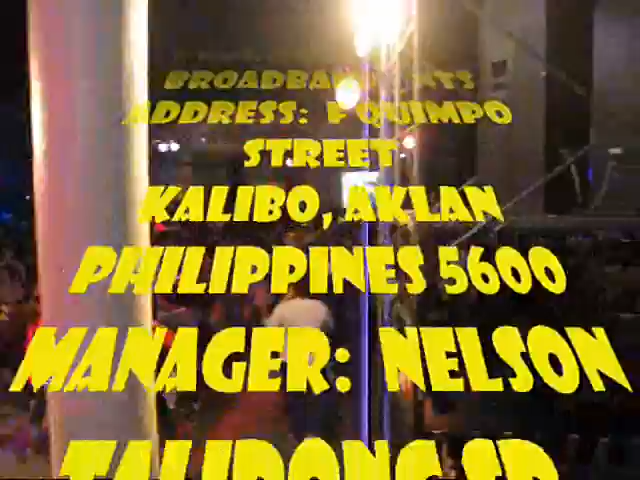 ADDRESS: F QUIMPO
STREET
KALIBO, AKLAN
PHILIPPINES 5600
MANAGER: NELSON